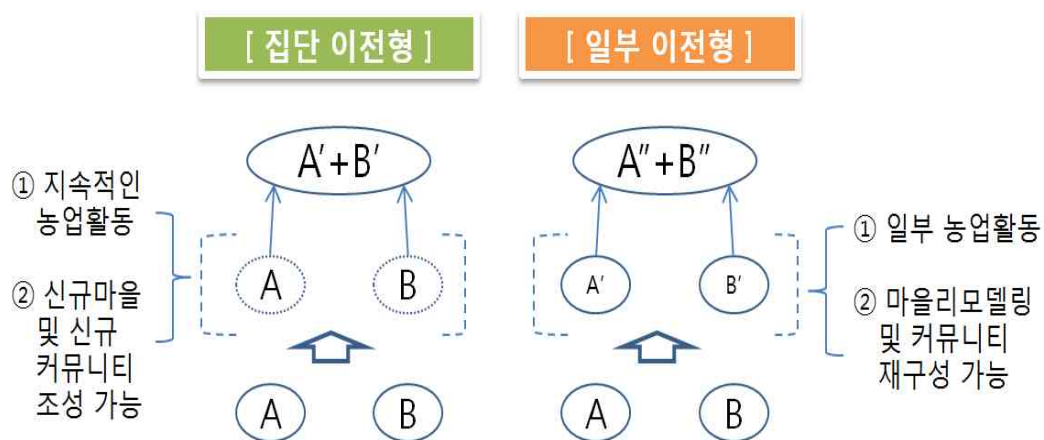 [ 집단 이전형 ]
[ 일부 이전형 ]
A′+B′
A″+B″
① 지속적인
농업활동
② 신규마을
및 신규
커뮤니티
조성 가능
A
B
A′
B′
① 일부 농업활동
② 마을리모델링
및 커뮤니티
재구성 가능
A
B
A
B